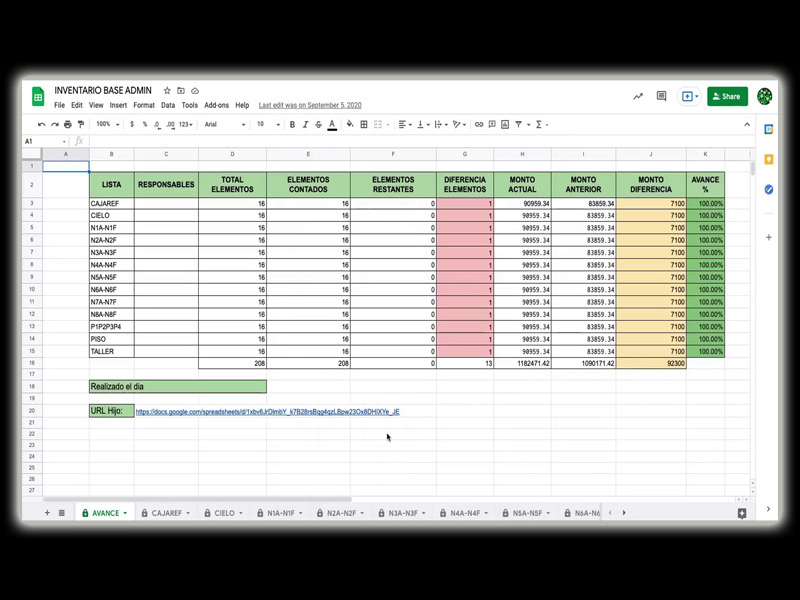 INVENTARIO BASE ADMIN
File Edit View Insert Format Data Tools Add-ons Help Last edit was on September 5, 2020
Share
100% $ % .0 .00 123 Arial 10 B I S A
A1 fx
A B C D E F G H I J K
1
2 LISTA RESPONSABLES TOTAL ELEMENTOS ELEMENTOS CONTADOS ELEMENTOS RESTANTES DIFERENCIA ELEMENTOS MONTO ACTUAL MONTO ANTERIOR MONTO DIFERENCIA AVANCE %
3 CAJAREF 16 16 0 1 90959.34 83859.34 7100 100.00%
4 CIELO 16 16 0 1 90959.34 83859.34 7100 100.00%
5 N1A-N1F 16 16 0 1 90959.34 83859.34 7100 100.00%
6 N2A-N2F 16 16 0 1 90959.34 83859.34 7100 100.00%
7 N3A-N3F 16 16 0 1 90959.34 83859.34 7100 100.00%
8 N4A-N4F 16 16 0 1 90959.34 83859.34 7100 100.00%
9 N5A-N5F 16 16 0 1 90959.34 83859.34 7100 100.00%
10 N6A-N6F 16 16 0 1 90959.34 83859.34 7100 100.00%
11 N7A-N7F 16 16 0 1 90959.34 83859.34 7100 100.00%
12 N8A-N8F 16 16 0 1 90959.34 83859.34 7100 100.00%
13 P1P2P3P4 16 16 0 1 90959.34 83859.34 7100 100.00%
14 PISO 16 16 0 1 90959.34 83859.34 7100 100.00%
15 TALLER 16 16 0 1 90959.34 83859.34 7100 100.00%
16 208 208 0 13 1182471.42 1090171.42 92300
17
18 Realizado el dia
19
20 URL Hijo:
21
22
23
24
25
26
27
AVANCE CAJAREF CIELO N1A-N1F N2A-N2F N3A-N3F N4A-N4F N5A-N5F N6A-N6